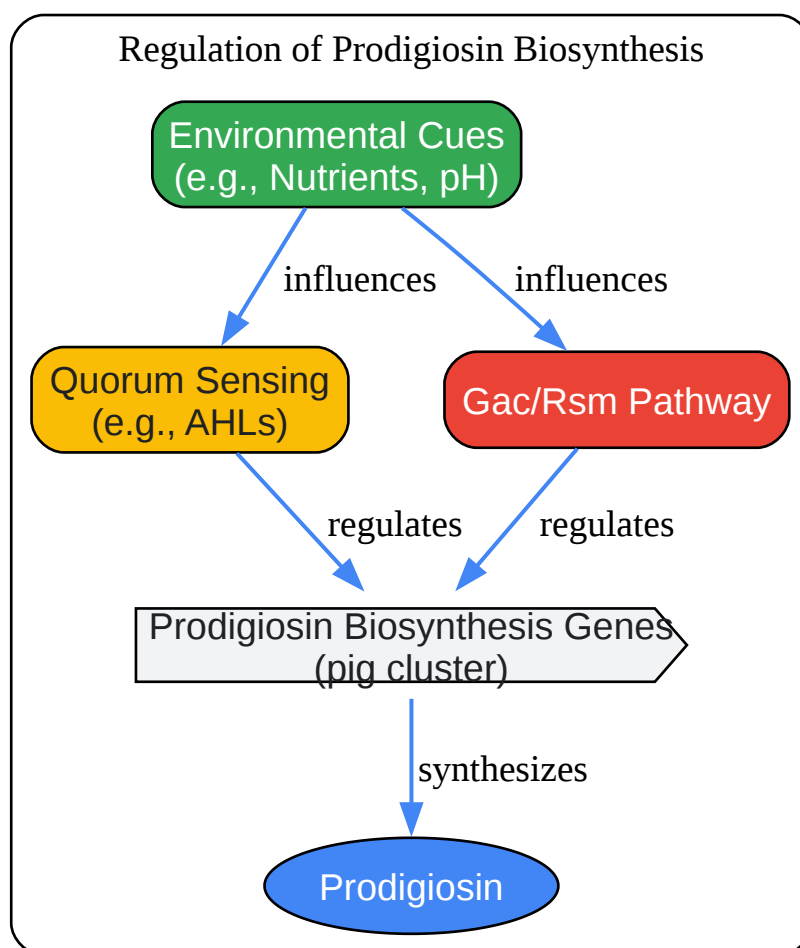 Regulation of Prodigiosin Biosynthesis
Environmental Cues
(e.g., Nutrients, pH)
influences
influences
Quorum Sensing
(e.g., AHLs)
Gac/Rsm Pathway
regulates
regulates
Prodigiosin Biosynthesis Genes
(pig cluster)
synthesizes
Prodigiosin